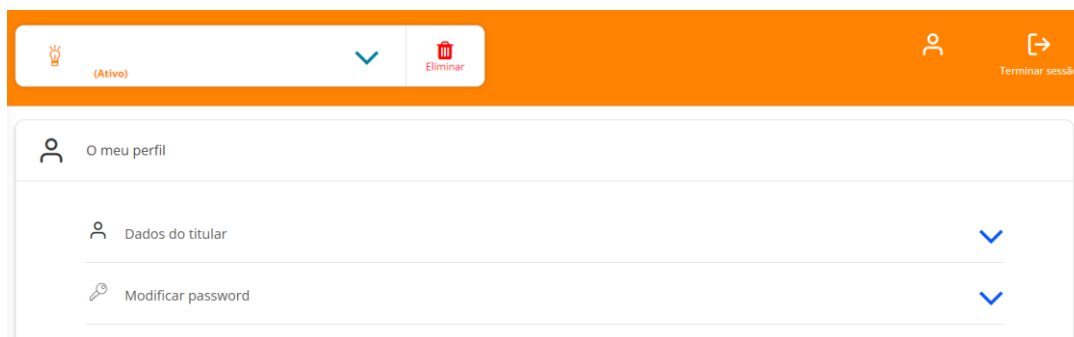 (Ativo)
Eliminar
Terminar sessã
O meu perfil
Dados do titular
Modificar password